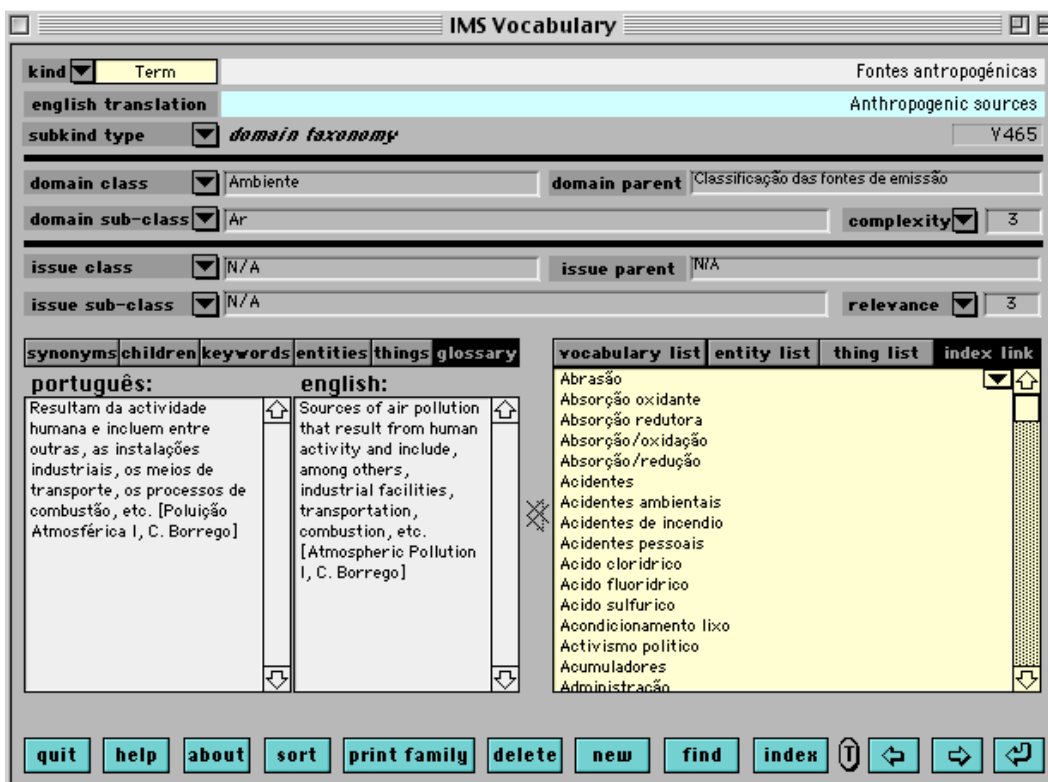 IMS Vocabulary
kind Term Fontes antropogénicas
english translation Anthropogenic sources
subkind type domain taxonomy V465
domain class Ambiente domain parent Classificação das fontes de emissão
domain sub-class Ar complexity 3
issue class N/A issue parent N/A
issue sub-class N/A relevance 3
synonyms children keywords entities things glossary
português:
Resultam da actividade
humana e incluem entre
outras, as instalações
industriais, os meios de
transporte, os processos de
combustão, etc. [Poluição
Atmosférica I, C. Borrego]
english:
Sources of air pollution
that result from human
activity and include,
among others,
industrial facilities,
transportation,
combustion, etc.
[Atmospheric Pollution
I, C. Borrego]
vocabulary list entity list thing list index link
Abrasão
Absorção oxidante
Absorção redutora
Absorção/oxidação
Absorção/redução
Acidentes
Acidentes ambientais
Acidentes de incendio
Acidentes pessoais
Acido cloridrico
Acido fluoridrico
Acido sulfurico
Acondicionamento lixo
Activismo politico
Acumuladores
Administração
quit help about sort print family delete new find index T